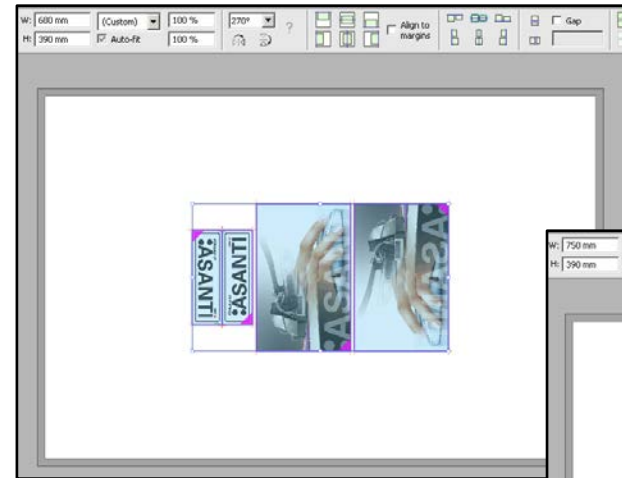 W: 680 mm (Custom) 100 % 270° ? Align to margins Gap
H: 390 mm Auto-fit 100 %
:ASANTI
:ASANTI
:ASANTI
:ASANTI
W: 750 mm
H: 390 mm